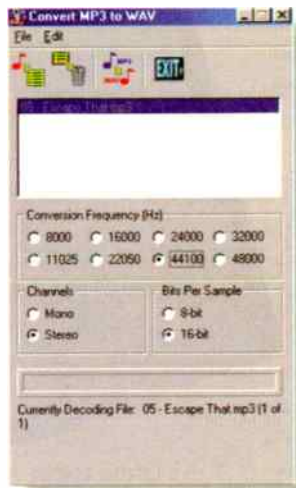 Convert MP3 to WAV
File Edit
EXIT
05 - Escape That.mp3
Conversion Frequency (Hz)
8000 16000 24000 32000
11025 22050 44100 48000
Channels Bits Per Sample
Mono 8-bit
Stereo 16-bit
Currently Decoding File: 05 - Escape That.mp3 (1 of
1)